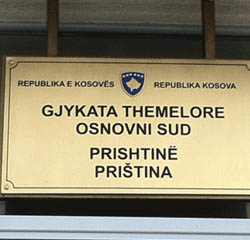 REPUBLIKA E KOSOVËS REPUBLIKA KOSOVA
GJYKATA THEMELORE
OSNOVNI SUD
PRISHTINË
PRIŠTINA